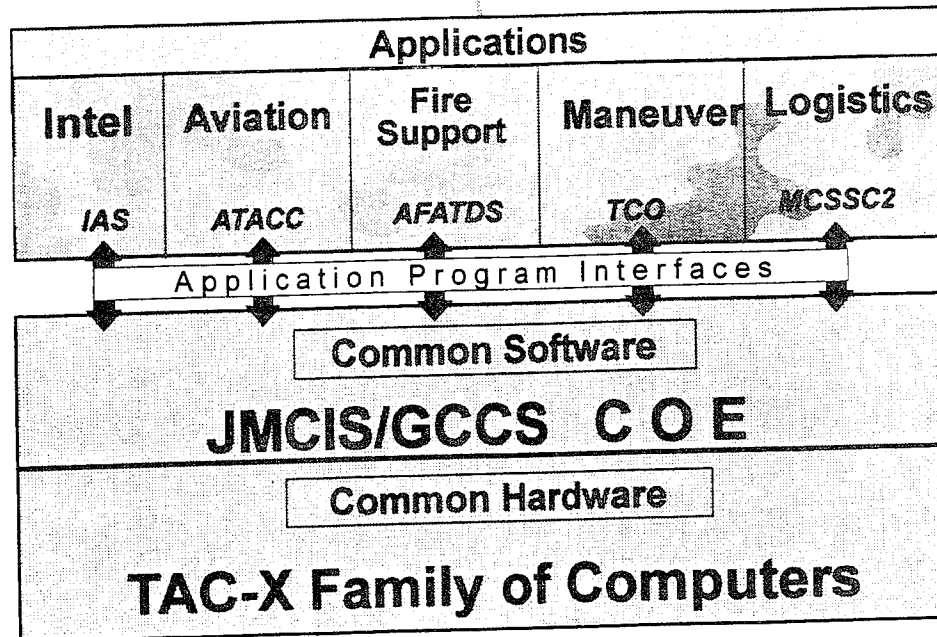 Applications
Intel
Aviation
Fire
Support
Maneuver
Logistics
IAS
ATACC
AFATDS
TCO
MCSSC2
Application Program Interfaces
Common Software
JMCIS/GCCS C O E
Common Hardware
TAC-X Family of Computers